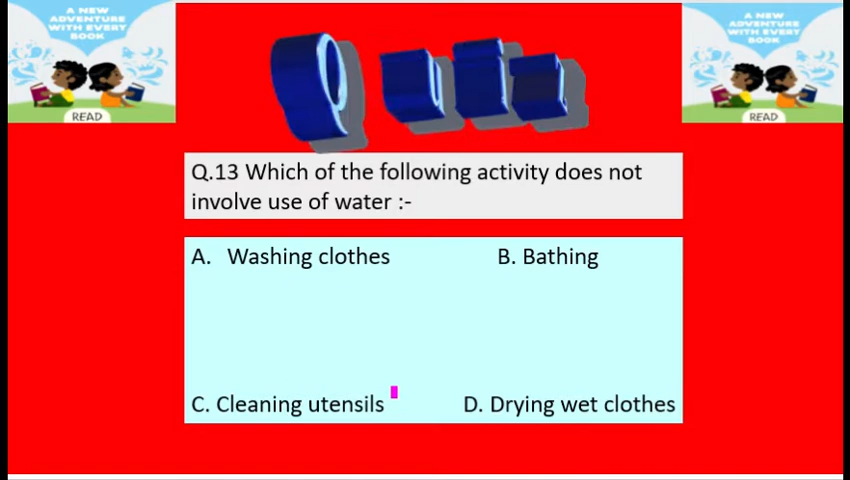 A NEW
ADVENTURE
WITH EVERY
BOOK
READ
A NEW
ADVENTURE
WITH EVERY
BOOK
READ
Q.13 Which of the following activity does not
involve use of water :-
A. Washing clothes
B. Bathing
C. Cleaning utensils
D. Drying wet clothes